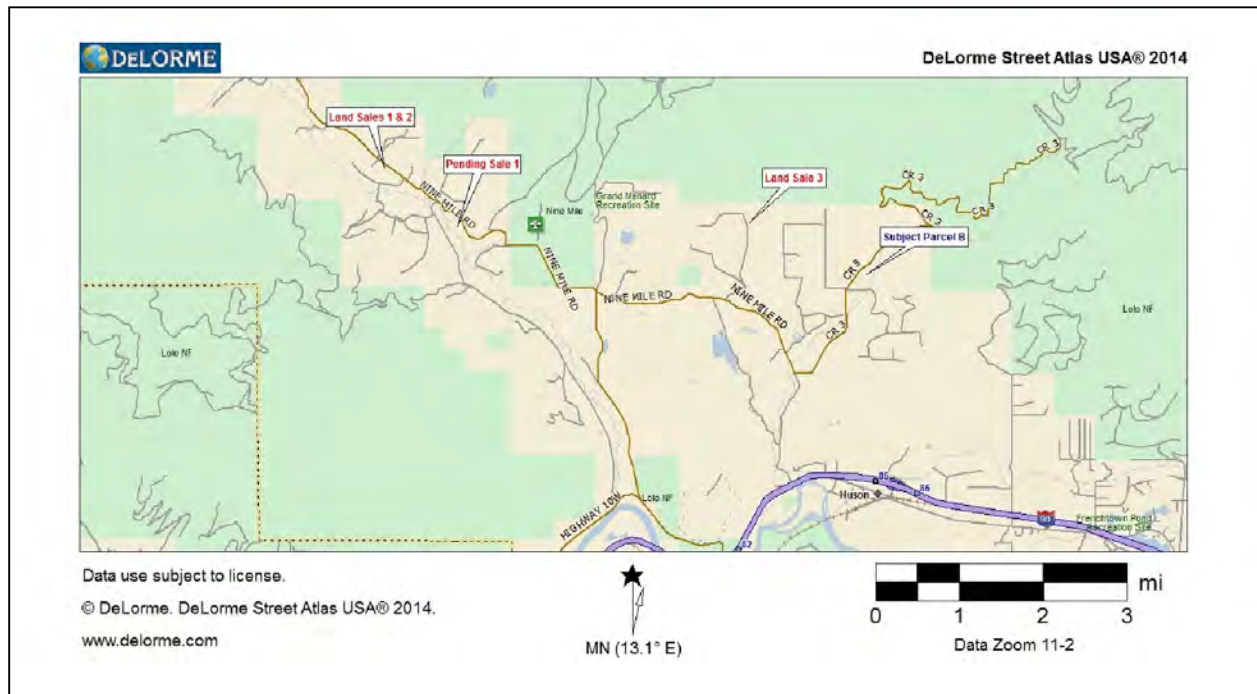 DELORME
DeLorme Street Atlas USA® 2014
Land Sales 1 & 2
Pending Sale 1
NINE MILE RD
Nine Mile
Grand Menard
Recreation Site
Land Sale 3
CR 3
CR 3
CR 3
CR 3
Subject Parcel B
CR 3
NINE MILE RD
NINE MILE RD
NINE MILE RD
CR 3
Lolo NF
Lolo NF
Lolo NF
HIGHWAY 10W
82
85
86
Huson
Frenchtown Pond
Recreation Site
Data use subject to license.
© DeLorme. DeLorme Street Atlas USA® 2014.
www.delorme.com
MN (13.1° E)
mi
0 1 2 3
Data Zoom 11-2